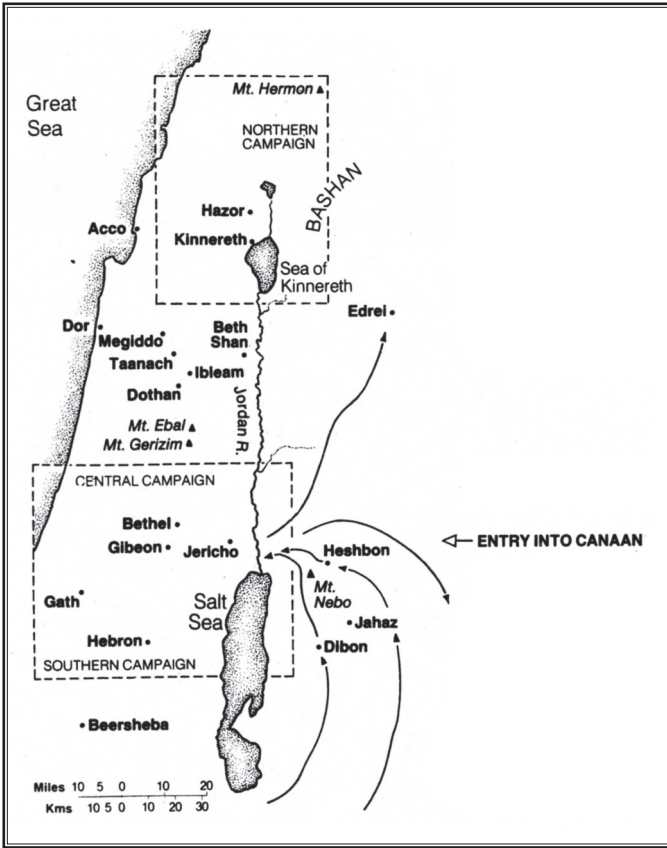 Great
Sea
Mt. Hermon
NORTHERN
CAMPAIGN
BASHAN
Hazor
Acco
Kinnereth
Sea of
Kinnereth
Edrei
Dor
Megiddo
Beth
Shan
Taanach
Ibleam
Dothan
Jordan R.
Mt. Ebal
Mt. Gerizim
CENTRAL CAMPAIGN
Bethel
Gibeon
Jericho
Heshbon
ENTRY INTO CANAAN
Mt.
Nebo
Gath
Salt
Sea
Jahaz
Hebron
Dibon
SOUTHERN CAMPAIGN
Beersheba
Miles 10 5 0 10 20
Kms 10 5 0 10 20 30